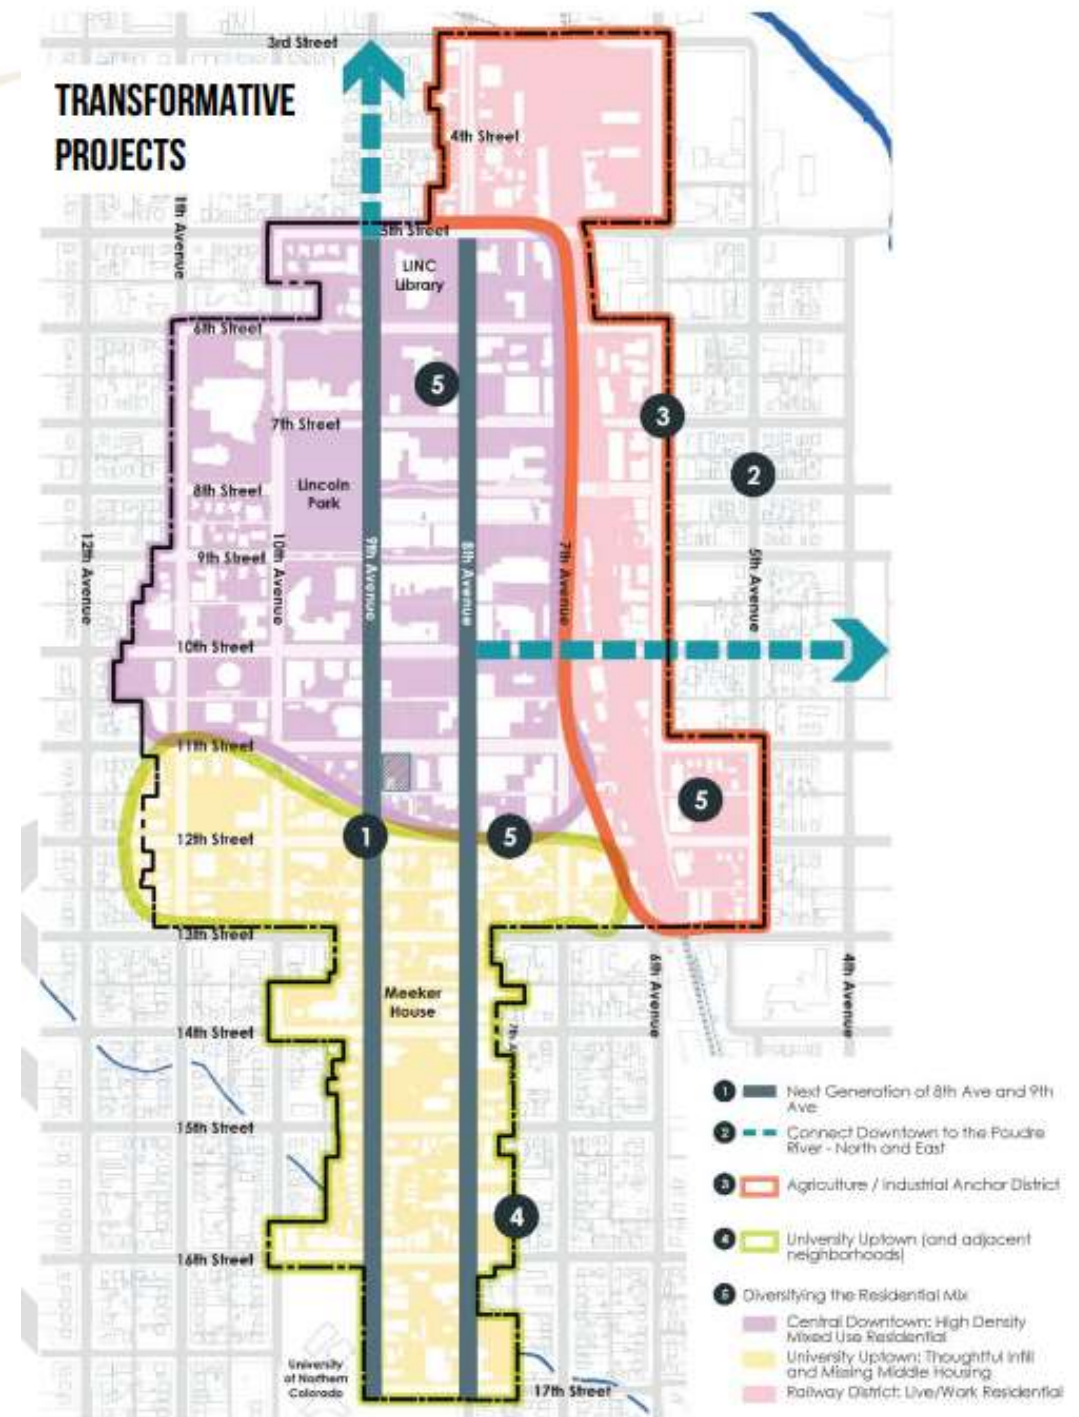 TRANSFORMATIVE
PROJECTS
3rd Street
4th Street
11th Avenue
5th Street
LINC
Library
6th Street
5
3
7th Street
2
8th Street
Lincoln
Park
12th Avenue
9th Street
10th Avenue
9th Avenue
8th Avenue
7th Avenue
5th Avenue
10th Street
11th Street
5
1
5
12th Street
13th Street
6th Avenue
4th Avenue
Meeker
House
14th Street
15th Street
4
16th Street
University
of Northern
Colorado
17th Street
1 Next Generation of 8th Ave and 9th
Ave
2 Connect Downtown to the Poudre
River - North and East
3 Agriculture / Industrial Anchor District
4 University Uptown (and adjacent
neighborhoods)
5 Diversifying the Residential Mix
Central Downtown: High Density
Mixed Use Residential
University Uptown: Thoughtful Infill
and Missing Middle Housing
Railway District: Live/Work Residential